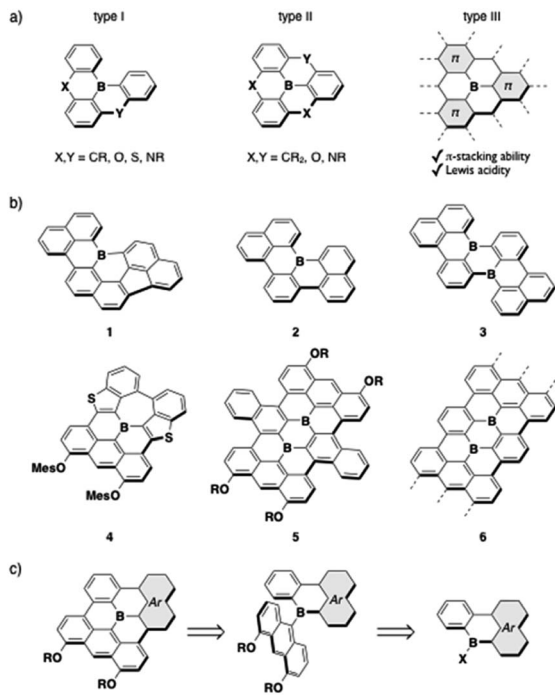 a) type I type II type III
X B Y
Y X B X
π B π π
X,Y = CR, O, S, NR X,Y = CR₂, O, NR ✓ π-stacking ability
✓ Lewis acidity
b)
B
B
B B
1 2 3
S B S MesO MesO
OR OR B B RO RO
B B
4 5 6
c)
B Ar RO RO
B Ar RO RO
B X Ar